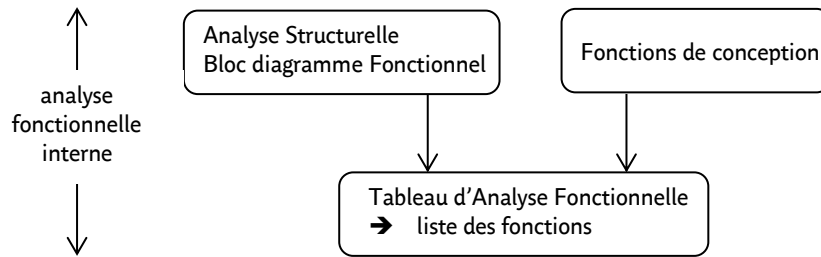 analyse
fonctionnelle
interne
Analyse Structurelle
Bloc diagramme Fonctionnel
Fonctions de conception
Tableau d'Analyse Fonctionnelle
➔ liste des fonctions